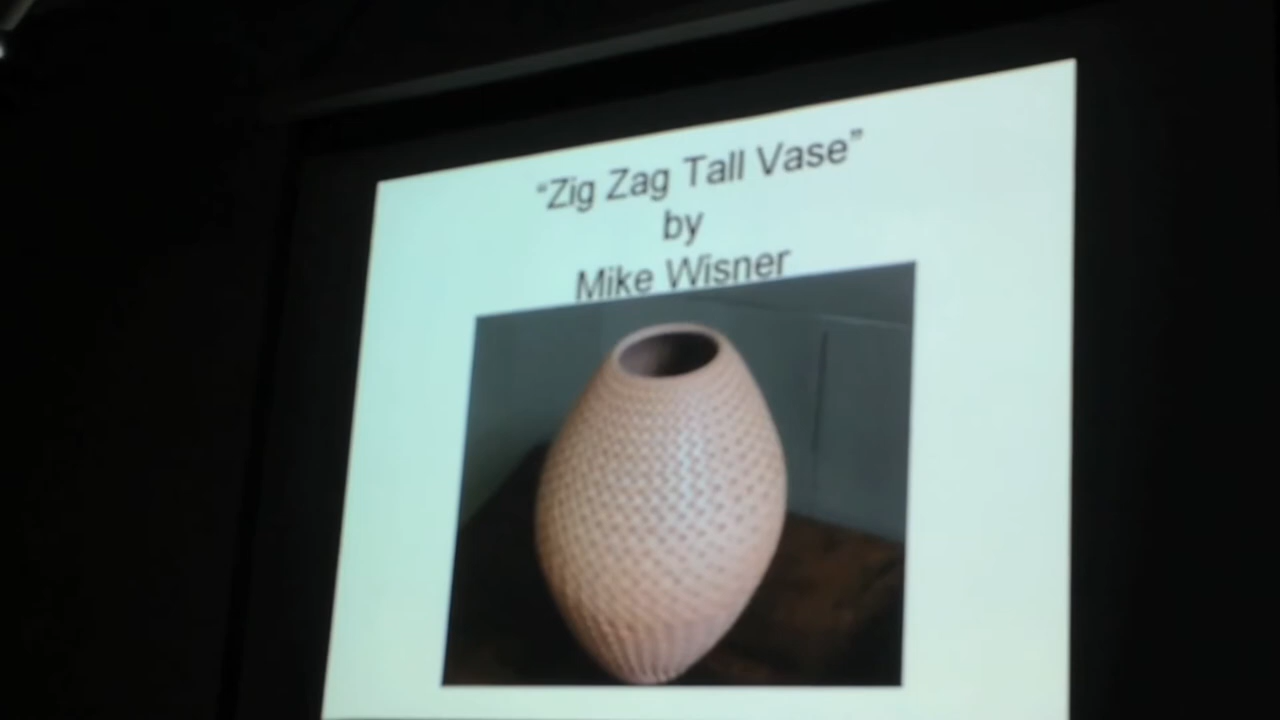 “Zig Zag Tall Vase”
by
Mike Wisner